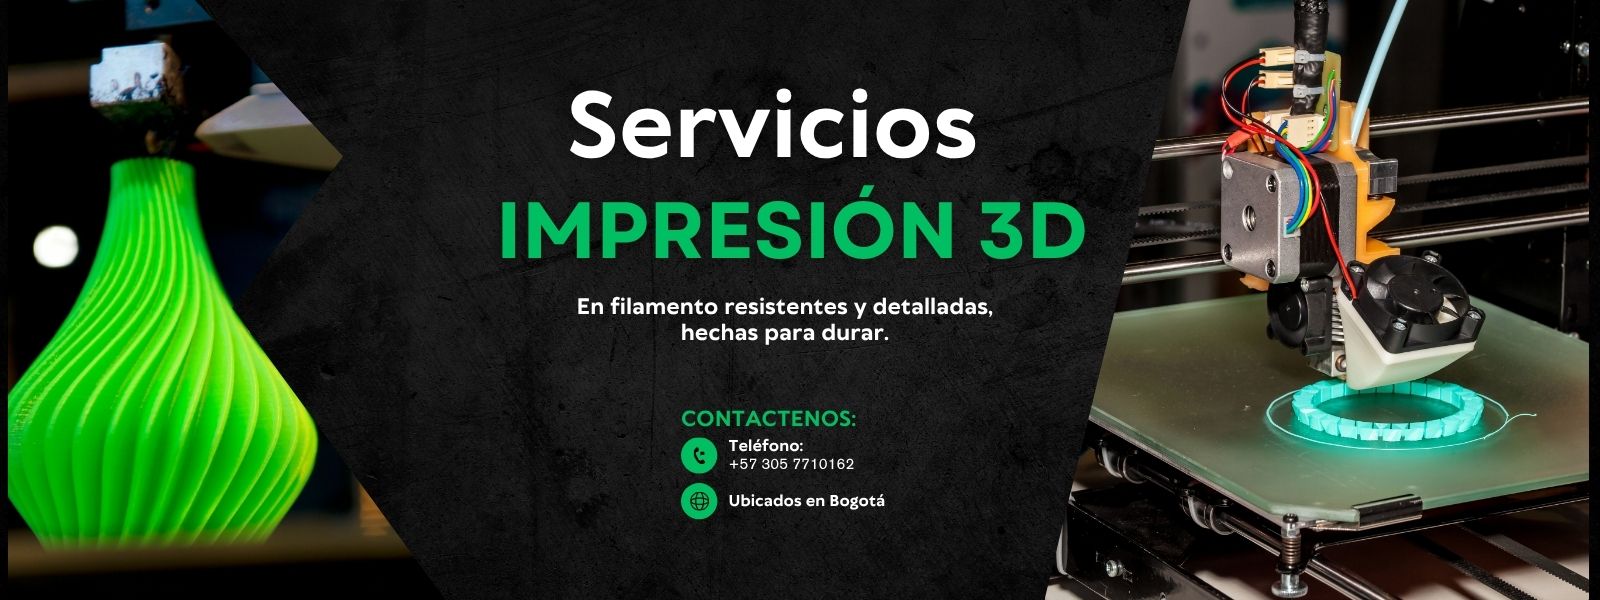 Servicios
IMPRESIÓN 3D
En filamento resistentes y detalladas,
hechas para durar.
CONTACTENOS:
Teléfono:
+57 305 7710162
Ubicados en Bogotá